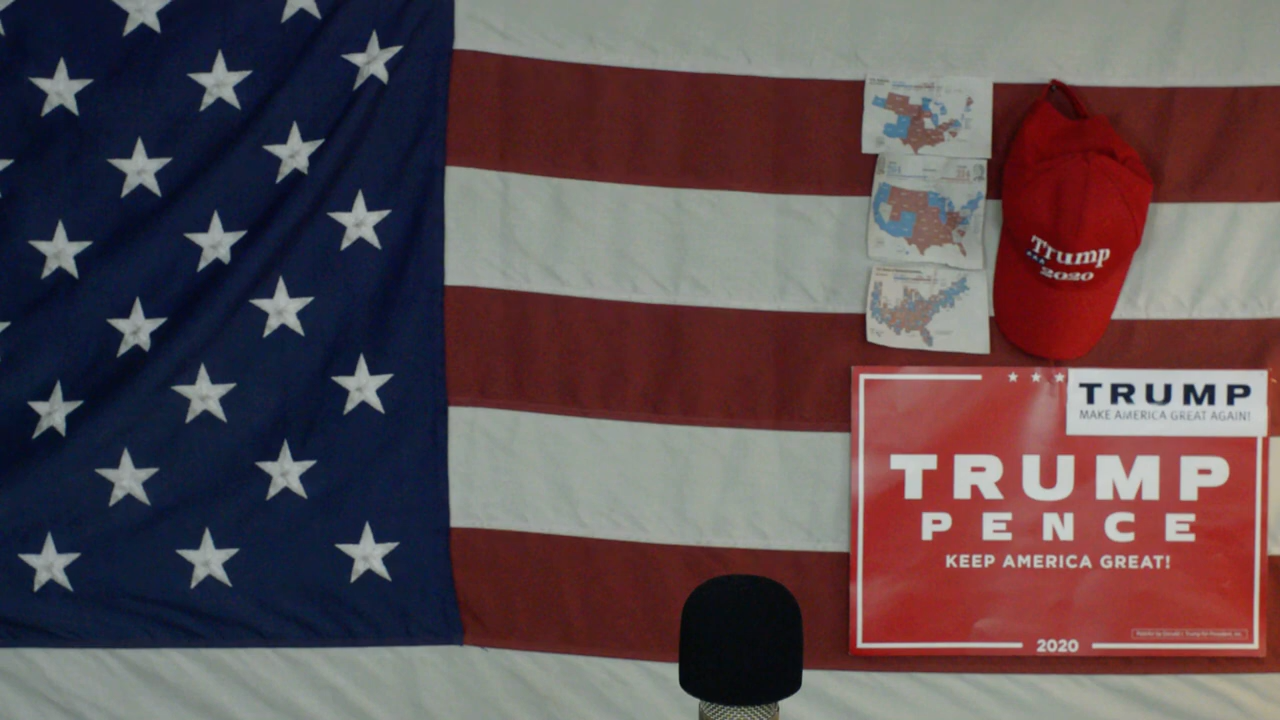 Trump
2020
TRUMP
MAKE AMERICA GREAT AGAIN!
TRUMP
PENCE
KEEP AMERICA GREAT!
2020